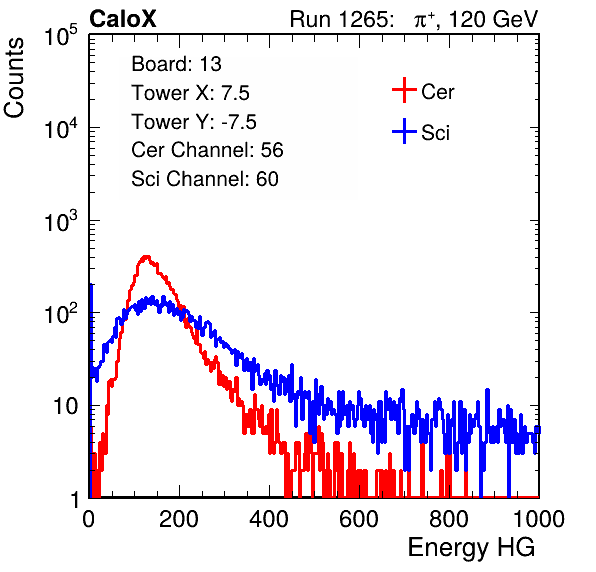 CaloX Run 1265: π⁺, 120 GeV
Counts
Board: 13
Tower X: 7.5
Tower Y: -7.5
Cer Channel: 56
Sci Channel: 60
Cer
Sci
10⁵
10⁴
10³
10²
10
1
0 200 400 600 800 1000
Energy HG